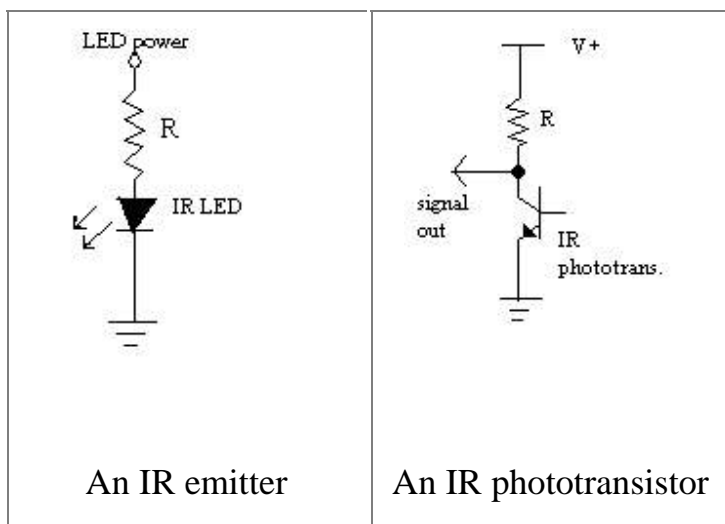 LED power
R
IR LED
An IR emitter
V+
R
signal
out
IR
phototrans.
An IR phototransistor